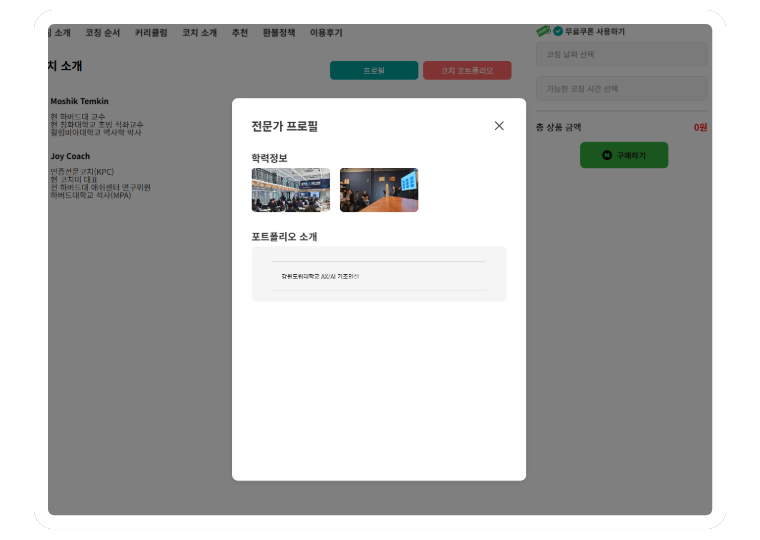 소개 코칭 순서 커리큘럼 코치 소개 추천 환불정책 이용후기
무료쿠폰 사용하기
치 소개
프로필
코치 포트폴리오
코칭 날짜 선택
가능한 코칭 시간 선택
Moshik Temkin
현 하버드대 교수
현 칭화대학교 초빙 석좌교수
컬럼비아대학교 역사학 박사
Joy Coach
인증전문코치(KPC)
현 코치미 대표
전 하버드대 애쉬센터 연구위원
하버드대학교 석사(MPA)
총 상품 금액 0원
N 구매하기
전문가 프로필
학력정보
포트폴리오 소개
강원도립대학교 AX/AI 기초컨설